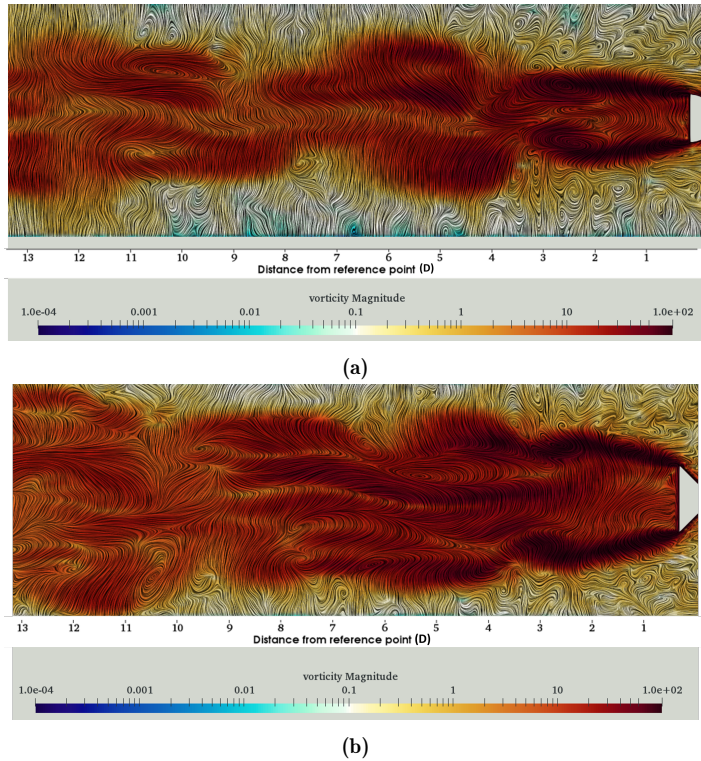 13 12 11 10 9 8 7 6 5 4 3 2 1
Distance from reference point (D)
vorticity Magnitude
1.0e-04 0.001 0.01 0.1 1 10 1.0e+02
(a)
13 12 11 10 9 8 7 6 5 4 3 2 1
Distance from reference point (D)
vorticity Magnitude
1.0e-04 0.001 0.01 0.1 1 10 1.0e+02
(b)